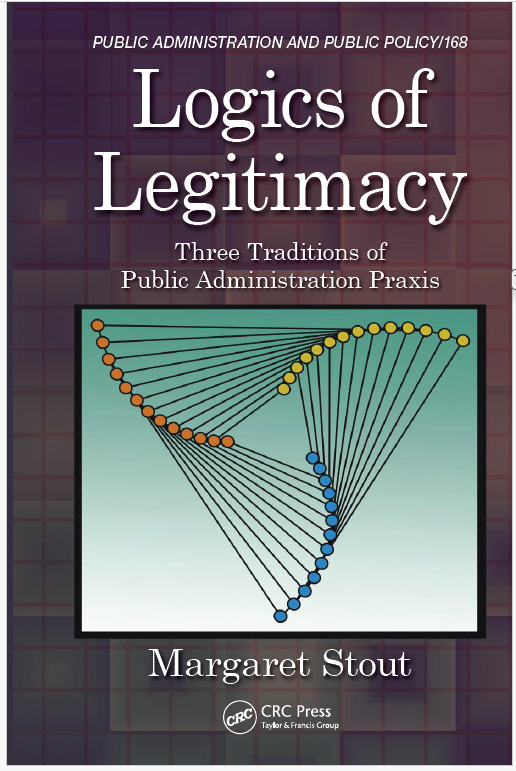 PUBLIC ADMINISTRATION AND PUBLIC POLICY/168
Logics of
Legitimacy
Three Traditions of
Public Administration Praxis
Margaret Stout
CRC
CRC Press
Taylor & Francis Group